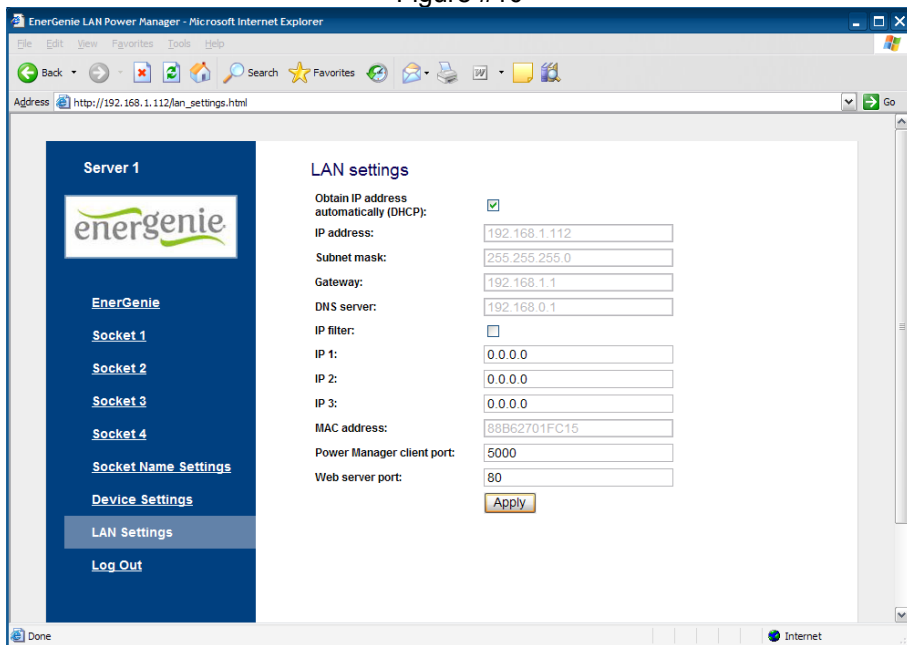 EnerGenie LAN Power Manager - Microsoft Internet Explorer
File Edit View Favorites Tools Help
Back Search Favorites
Address http://192.168.1.112/lan_settings.html Go
Server 1
energenie
EnerGenie
Socket 1
Socket 2
Socket 3
Socket 4
Socket Name Settings
Device Settings
LAN Settings
Log Out
LAN settings
Obtain IP address
automatically (DHCP):
IP address: 192.168.1.112
Subnet mask: 255.255.255.0
Gateway: 192.168.1.1
DNS server: 192.168.0.1
IP filter:
IP 1: 0.0.0.0
IP 2: 0.0.0.0
IP 3: 0.0.0.0
MAC address: 88B62701FC15
Power Manager client port: 5000
Web server port: 80
Apply
Done Internet